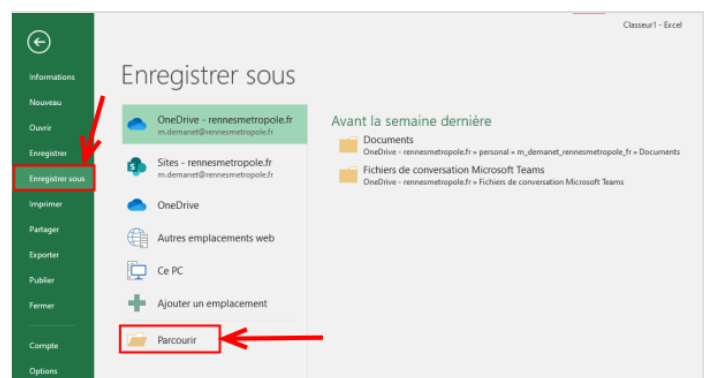 Classeur1 - Excel
Informations
Nouveau
Ouvrir
Enregistrer
Enregistrer sous
Imprimer
Partager
Exporter
Publier
Fermer
Compte
Options
Enregistrer sous
OneDrive - rennesmetropole.fr
m.demanet@rennesmetropole.fr
Sites - rennesmetropole.fr
m.demanet@rennesmetropole.fr
OneDrive
Autres emplacements web
Ce PC
Ajouter un emplacement
Parcourir
Avant la semaine dernière
Documents
OneDrive - rennesmetropole.fr » personal » m_demanet_rennesmetropole_fr » Documents
Fichiers de conversation Microsoft Teams
OneDrive - rennesmetropole.fr » Fichiers de conversation Microsoft Teams